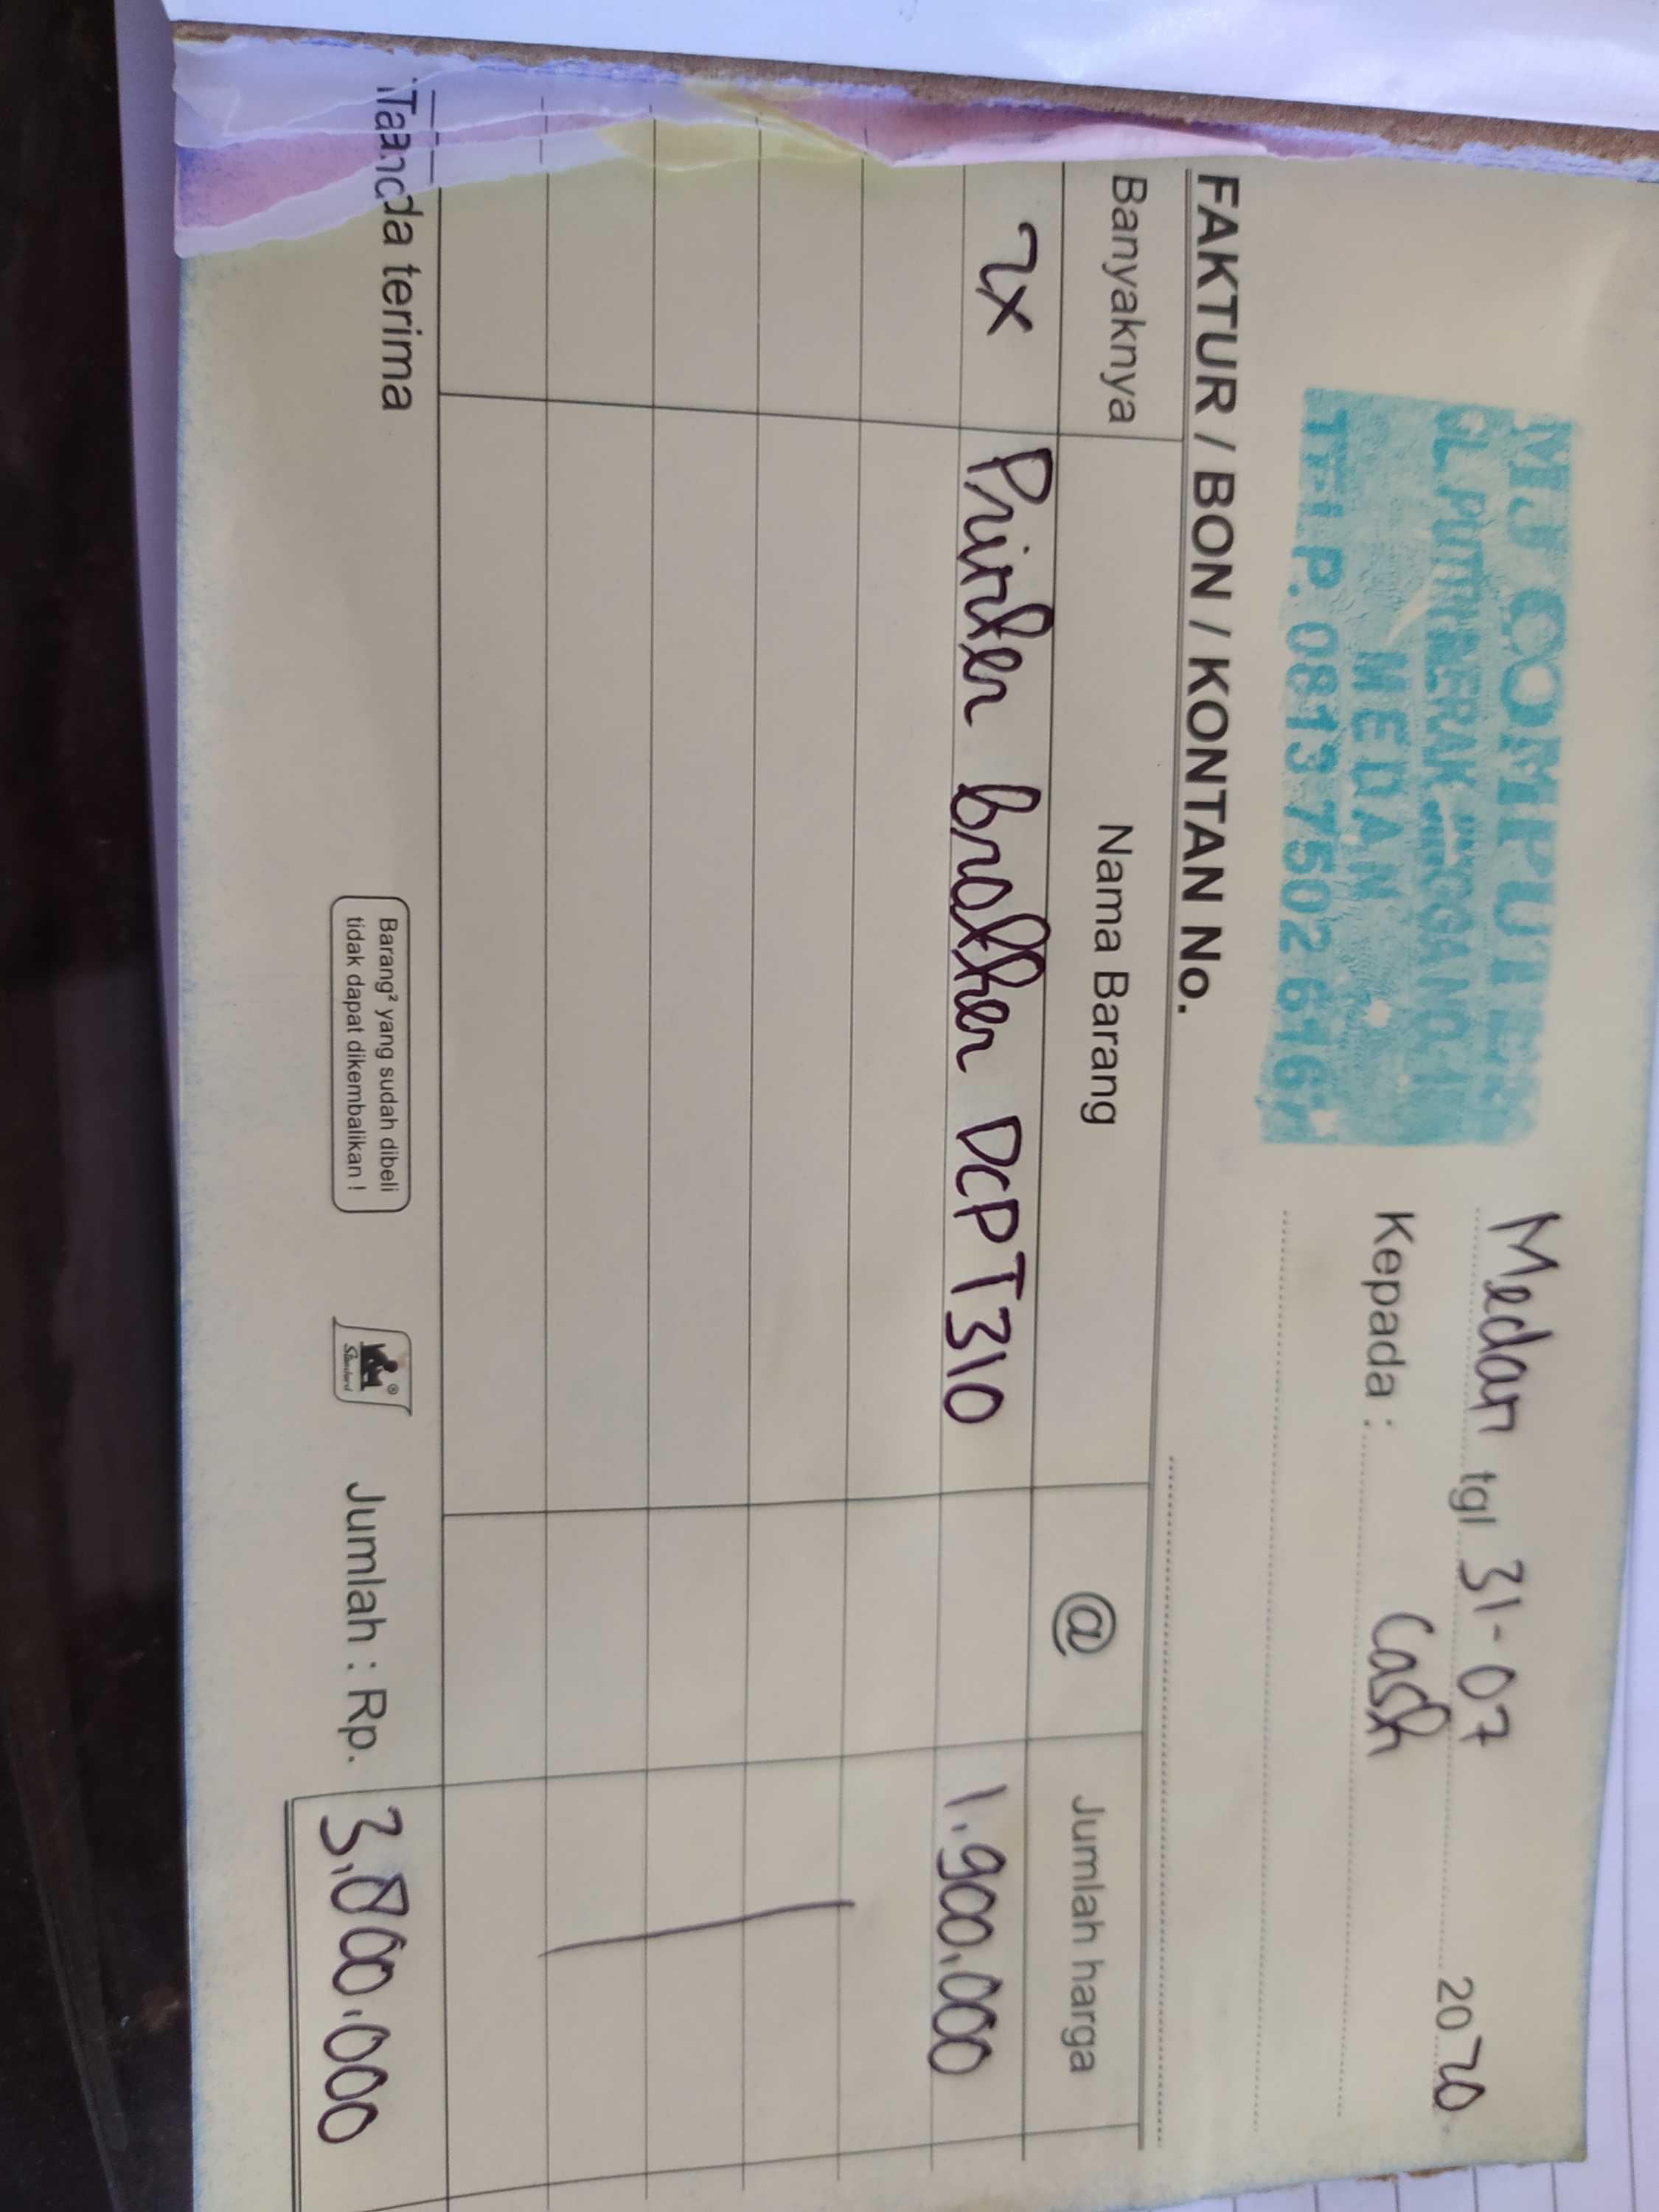 MJ COMPUTER
JL. PUTRI MERAK JINGGA NO.
MEDAN
TELP. 0813 7502 616
Medan tgl 31-07 2020
Kepada : Cash
FAKTUR / BON / KONTAN No.
Banyaknya Nama Barang @ Jumlah harga
2x Printer brother DCPT310 1.900.000
Tanda terima
Barang² yang sudah dibeli
tidak dapat dikembalikan !
Standard
Jumlah : Rp. 3.800.000